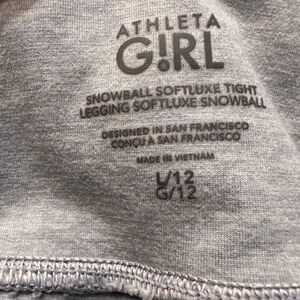 ATHLETA
G!RL
SNOWBALL SOFTLUXE TIGHT
LEGGING SOFTLUXE SNOWBALL
DESIGNED IN SAN FRANCISCO
CONÇU À SAN FRANCISCO
MADE IN VIETNAM
L/12
G/12